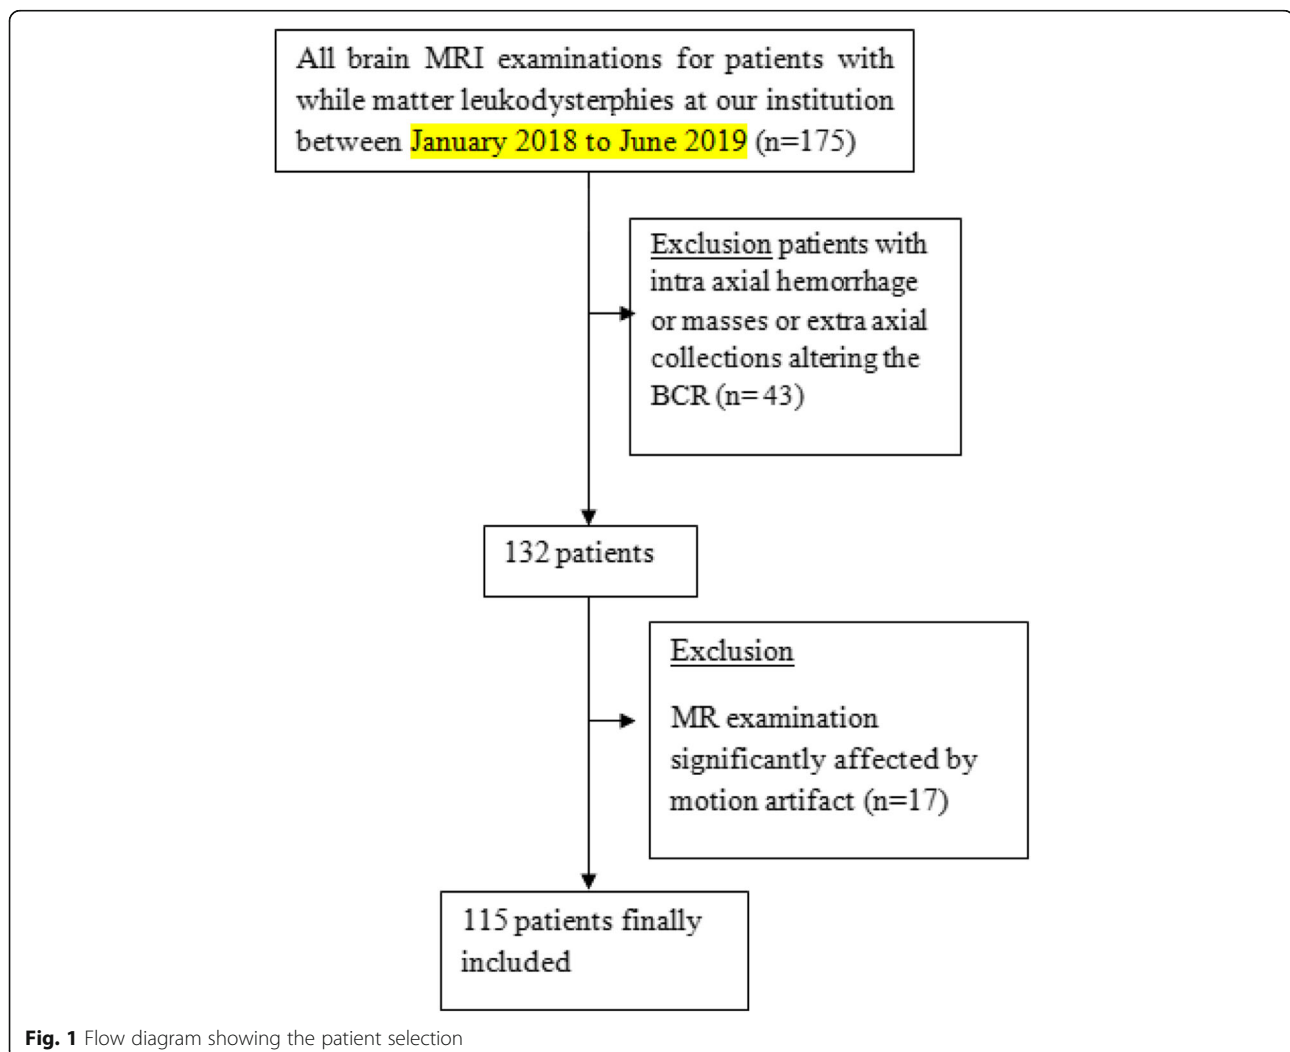 All brain MRI examinations for patients with
while matter leukodysterphies at our institution
between January 2018 to June 2019 (n=175)
Exclusion patients with
intra axial hemorrhage
or masses or extra axial
collections altering the
BCR (n= 43)
132 patients
Exclusion
MR examination
significantly affected by
motion artifact (n=17)
115 patients finally
included
Fig. 1 Flow diagram showing the patient selection